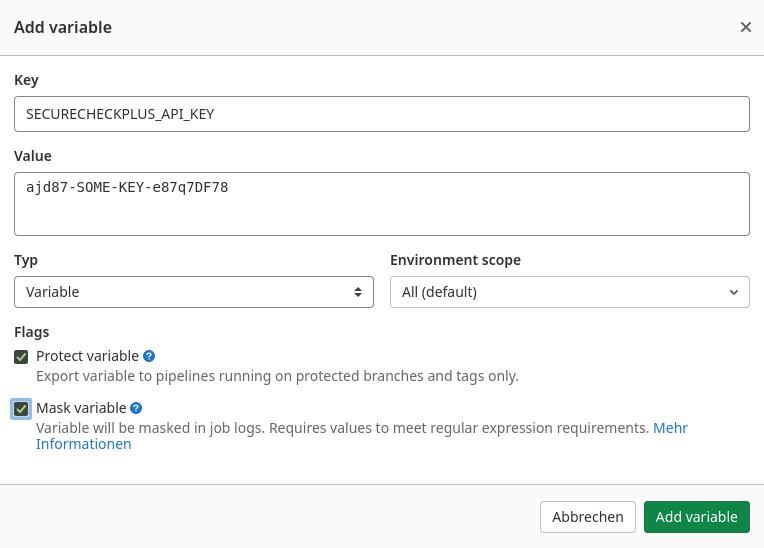 Add variable
Key
SECURECHECKPLUS_API_KEY
Value
ajd87-SOME-KEY-e87q7DF78
Typ
Environment scope
Variable
All (default)
Flags
Protect variable
Export variable to pipelines running on protected branches and tags only.
Mask variable
Variable will be masked in job logs. Requires values to meet regular expression requirements. Mehr
Informationen
Abbrechen
Add variable